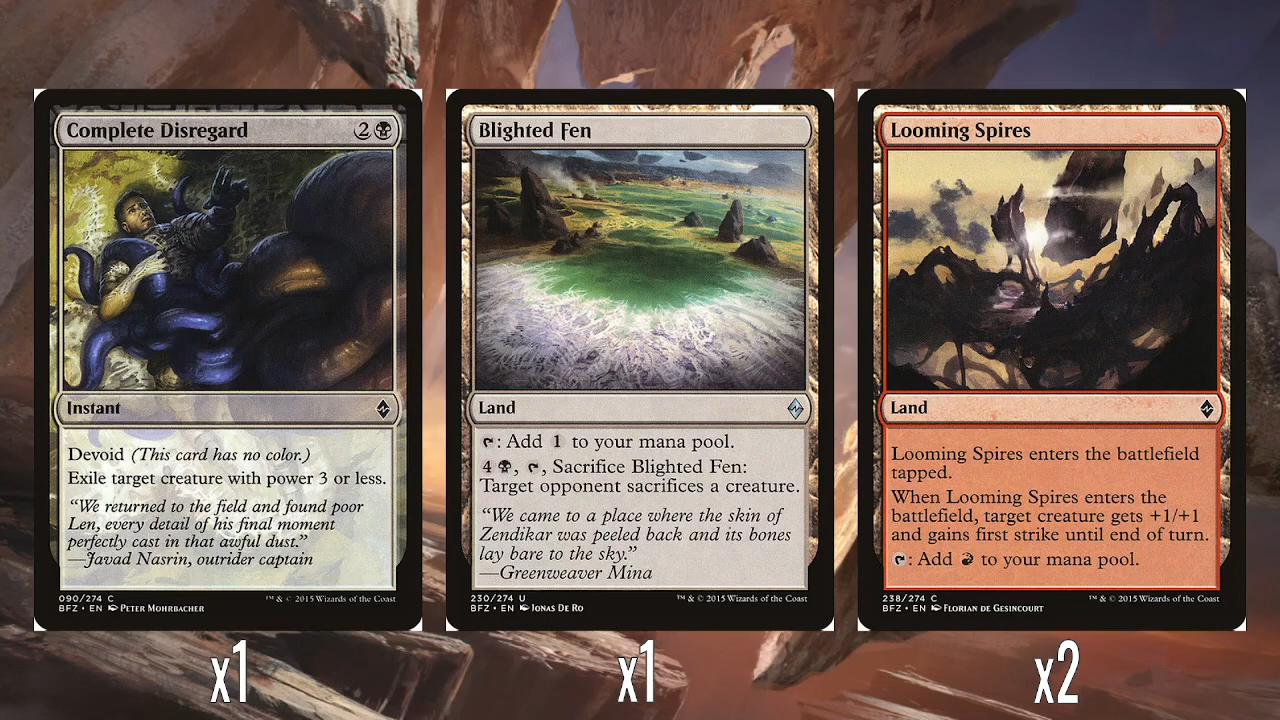 Complete Disregard 2
Devoid (This card has no color.)
Exile target creature with power 3 or less.
"We returned to the field and found poor
Len, every detail of his final moment
perfectly cast in that awful dust."
—Javad Nasrin, outrider captain
Instant
090/274 C
BFZ • EN Peter Mohrbacher
™ & © 2015 Wizards of the Coast
x1
Blighted Fen
Land
: Add 1 to your mana pool.
4 , , Sacrifice Blighted Fen:
Target opponent sacrifices a creature.
"We came to a place where the skin of
Zendikar was peeled back and its bones
lay bare to the sky."
—Greenweaver Mina
230/274 U
BFZ • EN Jonas De Ro
™ & © 2015 Wizards of the Coast
x1
Looming Spires
Land
Looming Spires enters the battlefield
tapped.
When Looming Spires enters the
battlefield, target creature gets +1/+1
and gains first strike until end of turn.
: Add to your mana pool.
238/274 C
BFZ • EN Florian de Gesincourt
™ & © 2015 Wizards of the Coast
x2